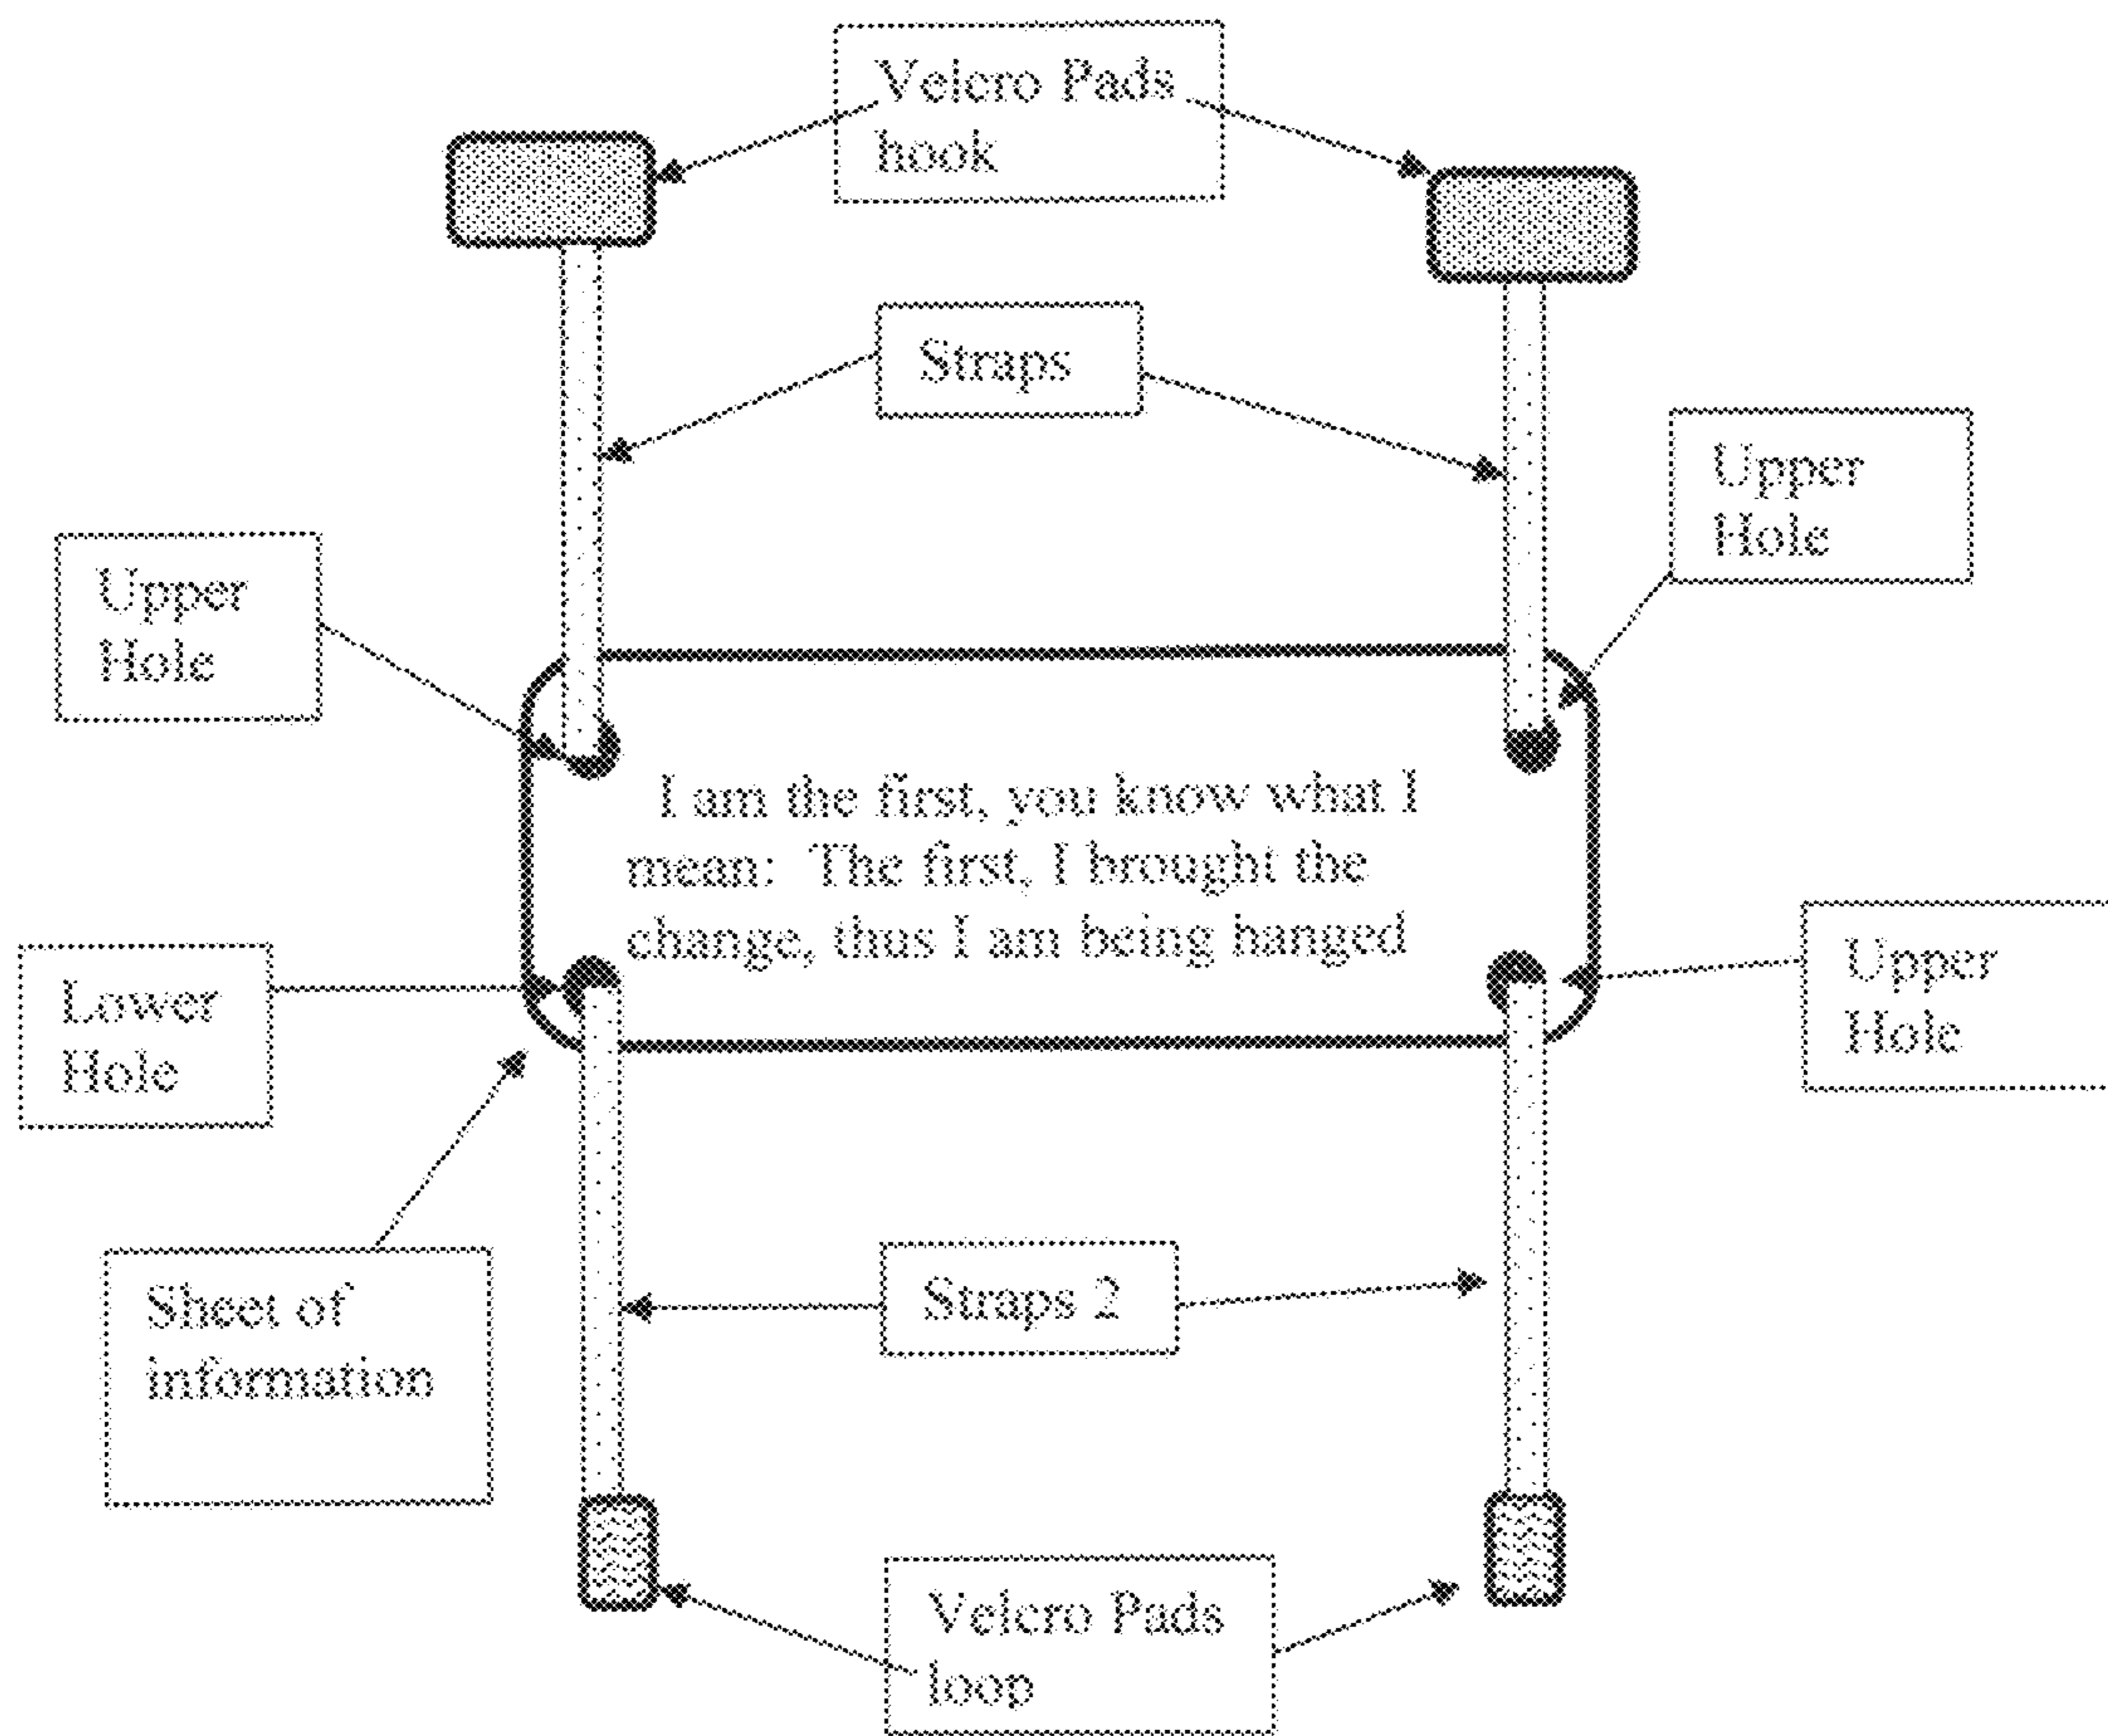 Velcro Pads
hook
Straps
Upper
Hole
Upper
Hole
I am the first, you know what I
mean: The first, I brought the
change, thus I am being hanged
Lower
Hole
Upper
Hole
Sheet of
information
Straps 2
Velcro Pads
loop